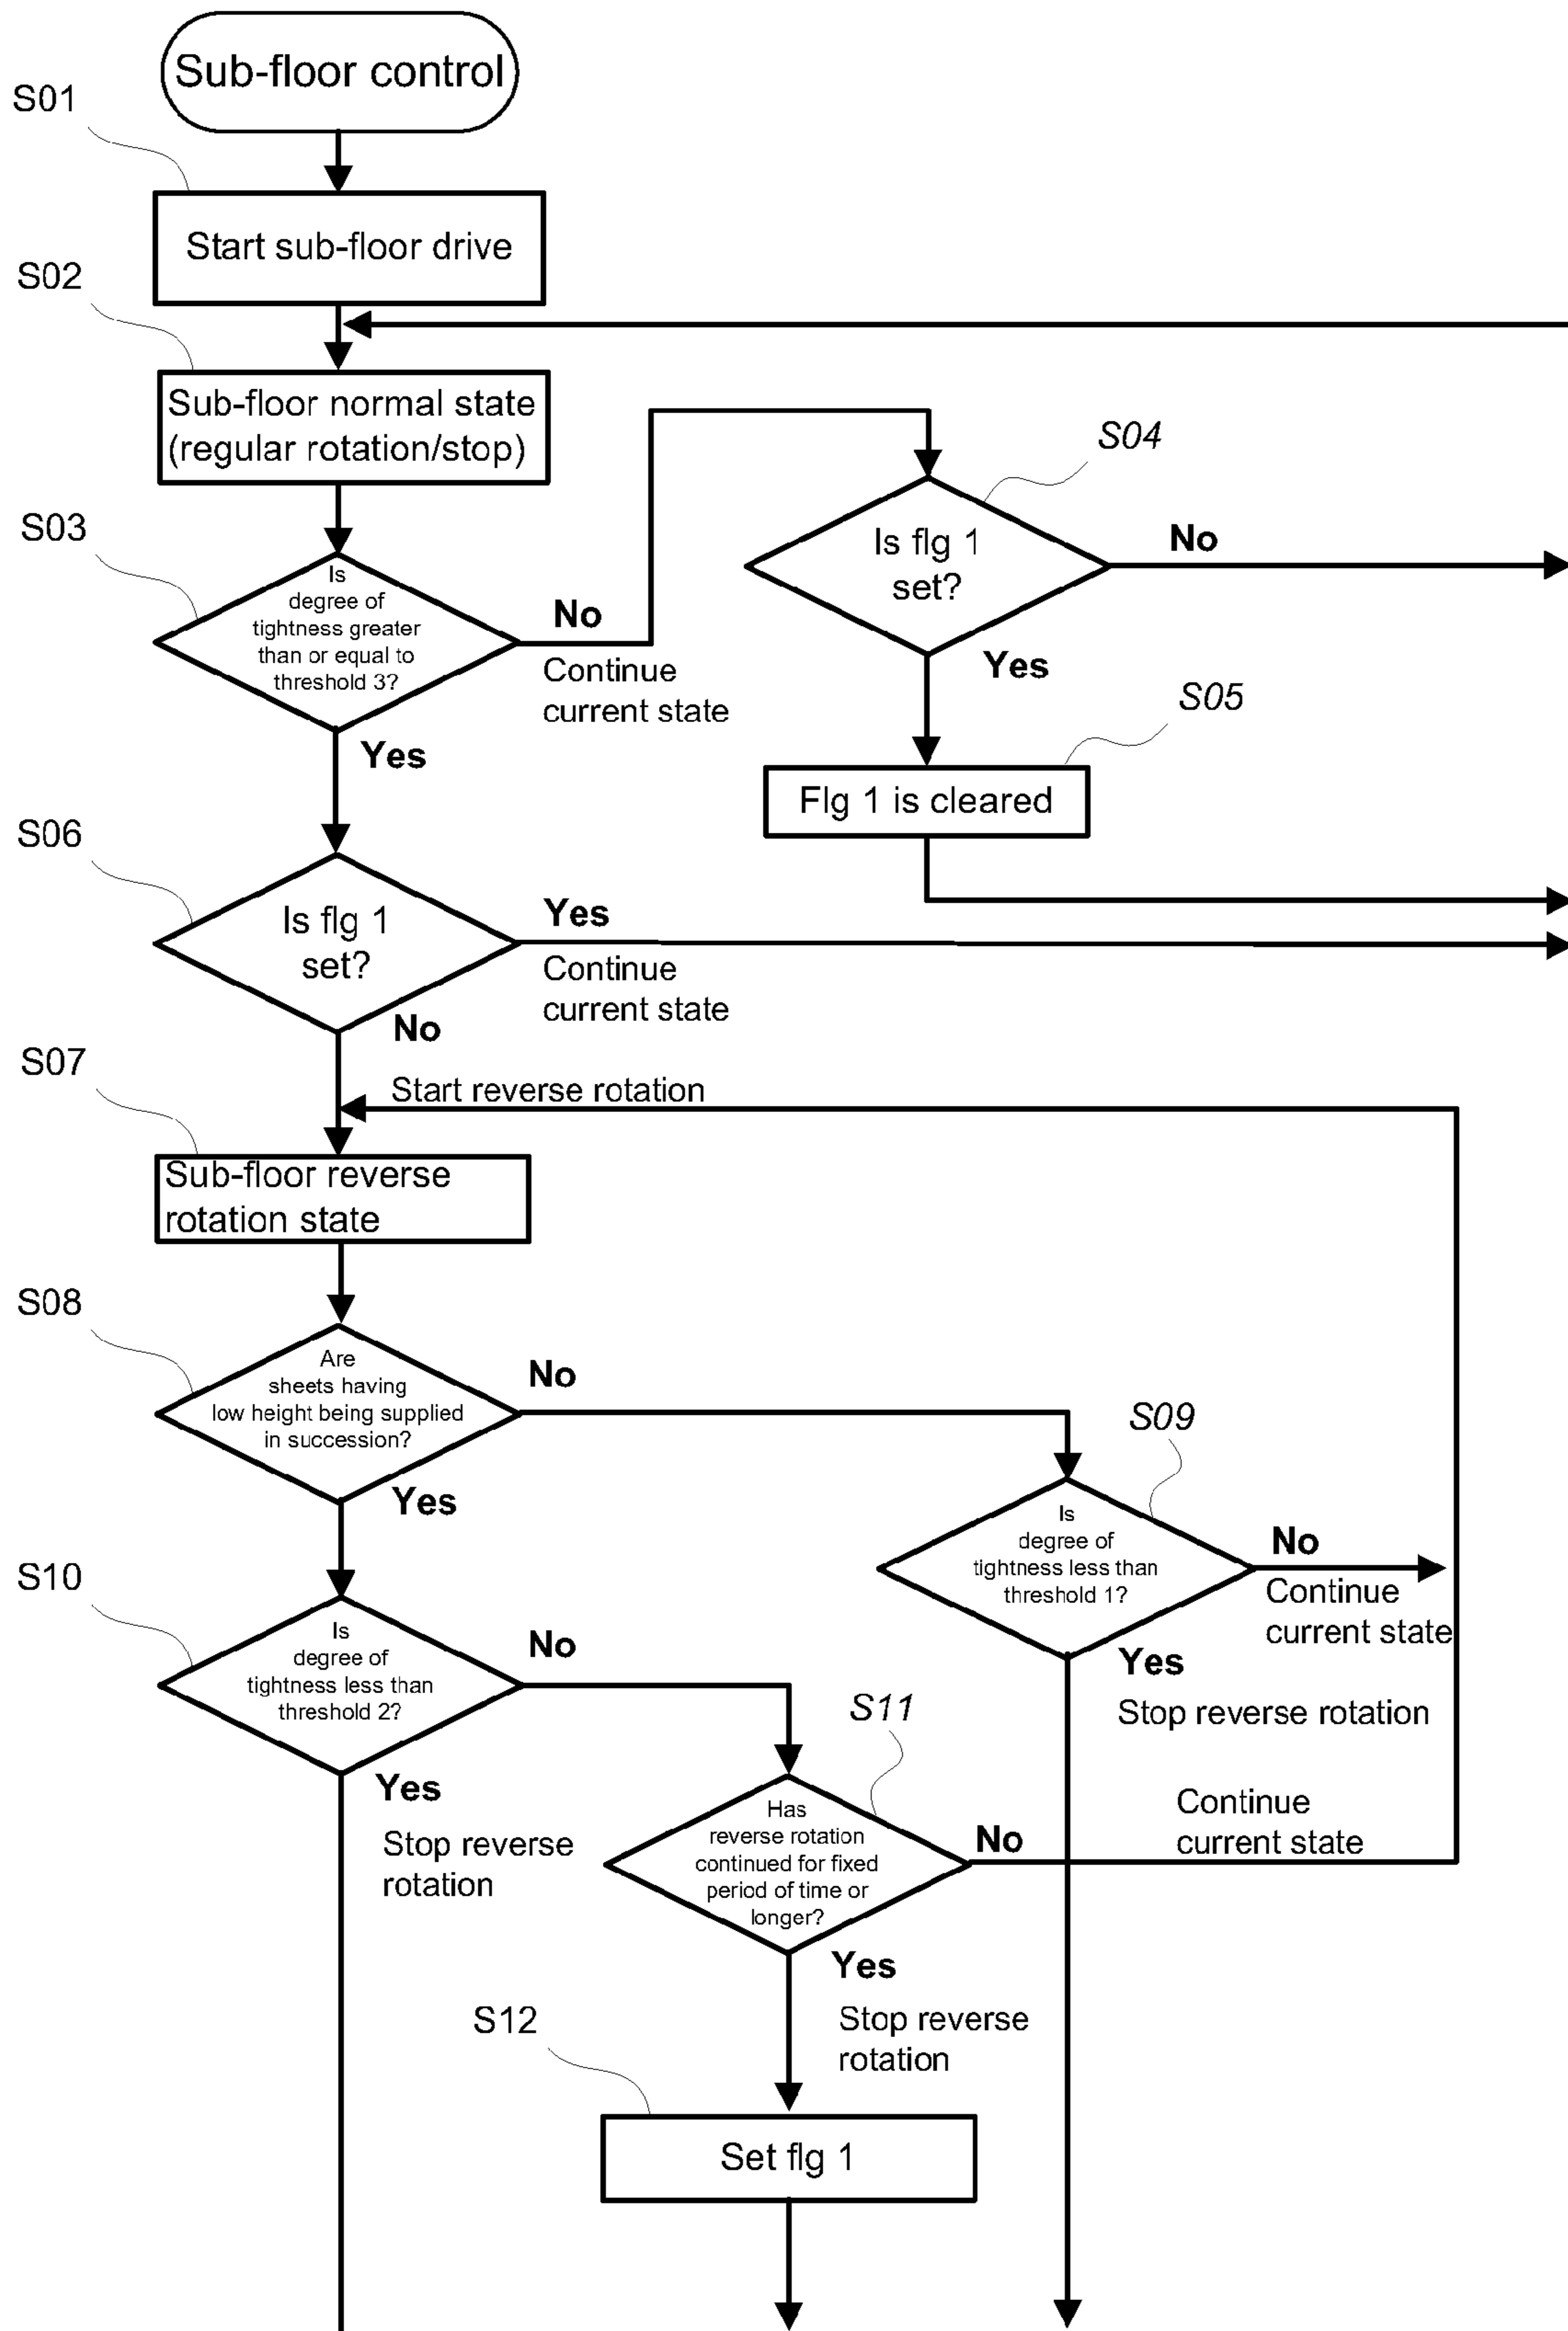 Sub-floor control
S01
Start sub-floor drive
S02
Sub-floor normal state
(regular rotation/stop)
S03
Is
degree of
tightness greater
than or equal to
threshold 3?
No
Continue
current state
Yes
S04
Is flg 1
set?
No
Yes
S05
Flg 1 is cleared
S06
Is flg 1
set?
Yes
Continue
current state
No
Start reverse rotation
S07
Sub-floor reverse
rotation state
S08
Are
sheets having
low height being supplied
in succession?
No
Yes
S09
Is
degree of
tightness less than
threshold 1?
No
Continue
current state
Yes
Stop reverse rotation
S10
Is
degree of
tightness less than
threshold 2?
No
Yes
Stop reverse
rotation
S11
Has
reverse rotation
continued for fixed
period of time or
longer?
No
Continue
current state
Yes
Stop reverse
rotation
S12
Set flg 1